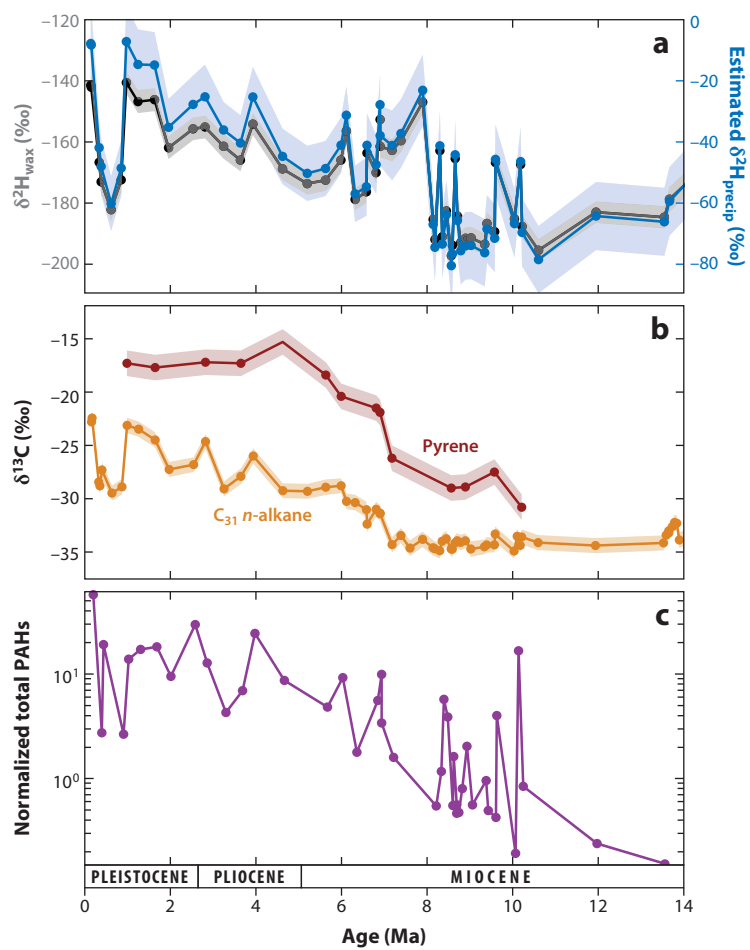 a
−120
−140
−160
−180
−200
δ²Hwax (‰)
0
−20
−40
−60
−80
Estimated δ²Hprecip (‰)
b
−15
−20
−25
−30
−35
δ¹³C (‰)
Pyrene
C₃₁ n-alkane
c
10¹
10⁰
Normalized total PAHs
PLEISTOCENE
PLIOCENE
MIOCENE
0
2
4
6
8
10
12
14
Age (Ma)